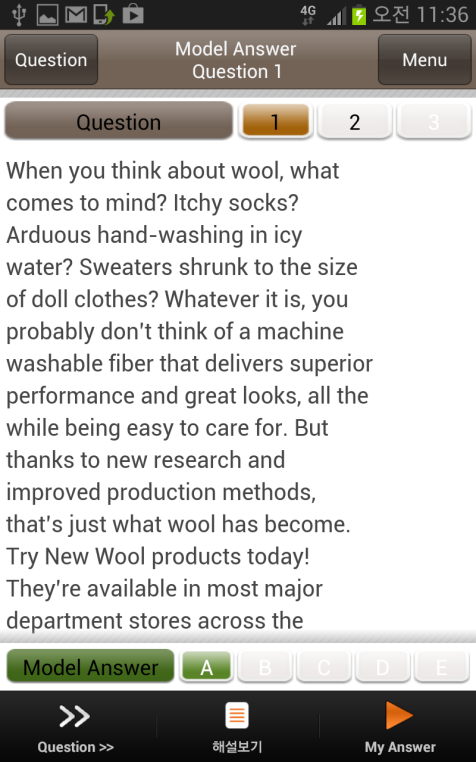 4G 오전 11:36
Question Model Answer Menu
Question 1
Question 1 2 3
When you think about wool, what
comes to mind? Itchy socks?
Arduous hand-washing in icy
water? Sweaters shrunk to the size
of doll clothes? Whatever it is, you
probably don't think of a machine
washable fiber that delivers superior
performance and great looks, all the
while being easy to care for. But
thanks to new research and
improved production methods,
that's just what wool has become.
Try New Wool products today!
They're available in most major
department stores across the
Model Answer A B C D E
Question >> 해설보기 My Answer